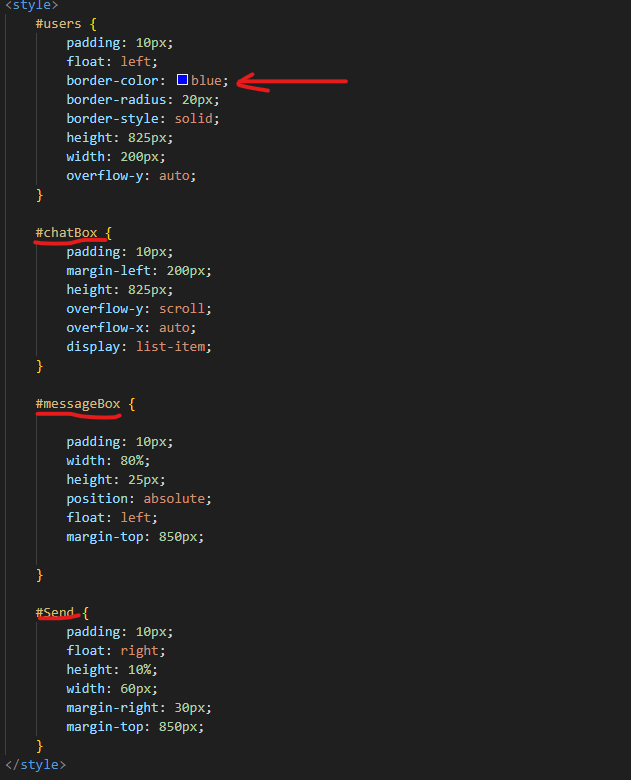 <style>
#users {
padding: 10px;
float: left;
border-color: blue;
border-radius: 20px;
border-style: solid;
height: 825px;
width: 200px;
overflow-y: auto;
}
#chatBox {
padding: 10px;
margin-left: 200px;
height: 825px;
overflow-y: scroll;
overflow-x: auto;
display: list-item;
}
#messageBox {
padding: 10px;
width: 80%;
height: 25px;
position: absolute;
float: left;
margin-top: 850px;
}
#Send {
padding: 10px;
float: right;
height: 10%;
width: 60px;
margin-right: 30px;
margin-top: 850px;
}
</style>